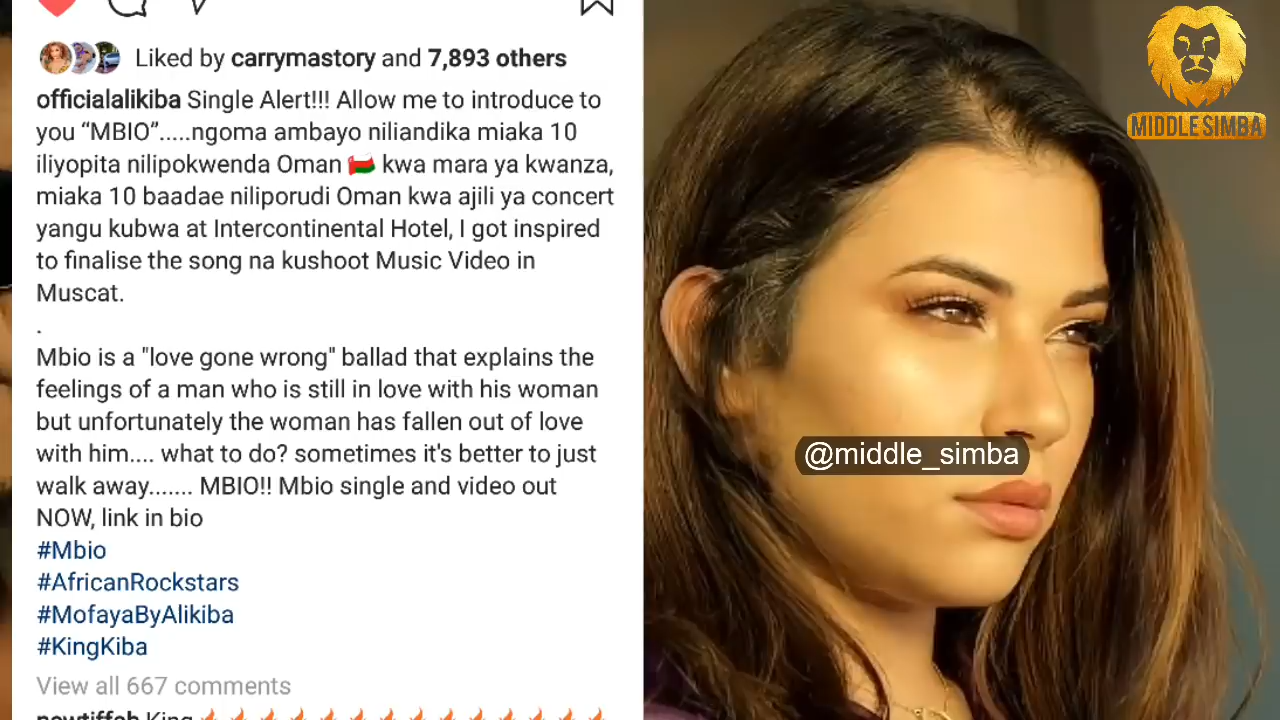 Liked by carrymastory and 7,893 others
officialalikiba Single Alert!!! Allow me to introduce to
you “MBIO”.....ngoma ambayo niliandika miaka 10
iliyopita nilipokwenda Oman 🇴🇲 kwa mara ya kwanza,
miaka 10 baadae niliporudi Oman kwa ajili ya concert
yangu kubwa at Intercontinental Hotel, I got inspired
to finalise the song na kushoot Music Video in
Muscat.
.
Mbio is a "love gone wrong" ballad that explains the
feelings of a man who is still in love with his woman
but unfortunately the woman has fallen out of love
with him.... what to do? sometimes it's better to just
walk away....... MBIO!! Mbio single and video out
NOW, link in bio
#Mbio
#AfricanRockstars
#MofayaByAlikiba
#KingKiba
View all 667 comments
newtiffah King 🔥🔥🔥🔥🔥🔥🔥🔥🔥🔥🔥🔥🔥🔥
MIDDLE SIMBA
@middle_simba